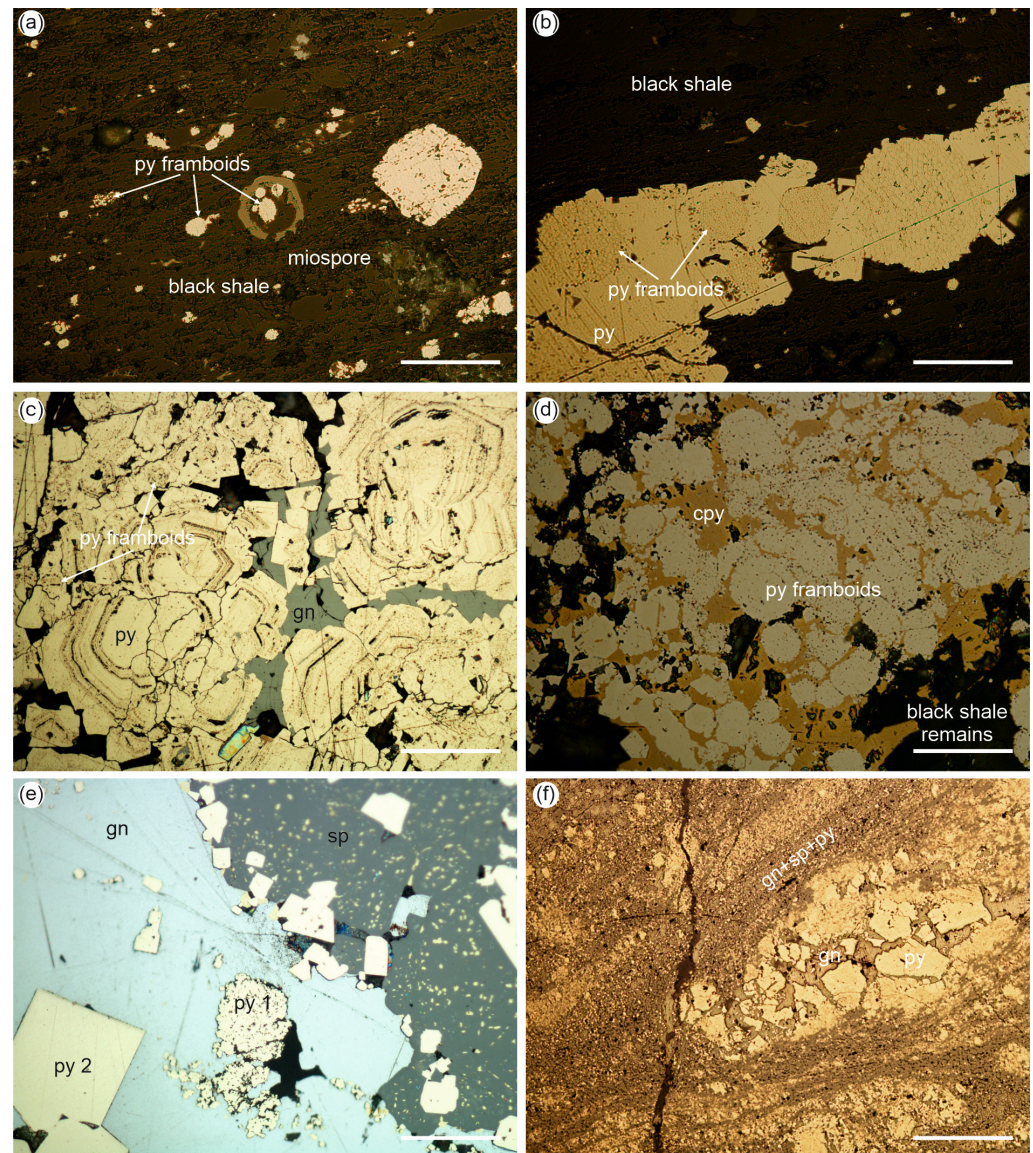 (a)
py framboids
miospore
black shale
(b)
black shale
py framboids
py
(c)
py framboids
gn
py
(d)
cpy
py framboids
black shale
remains
(e)
gn
sp
py 1
py 2
(f)
gn+sp+py
gn
py